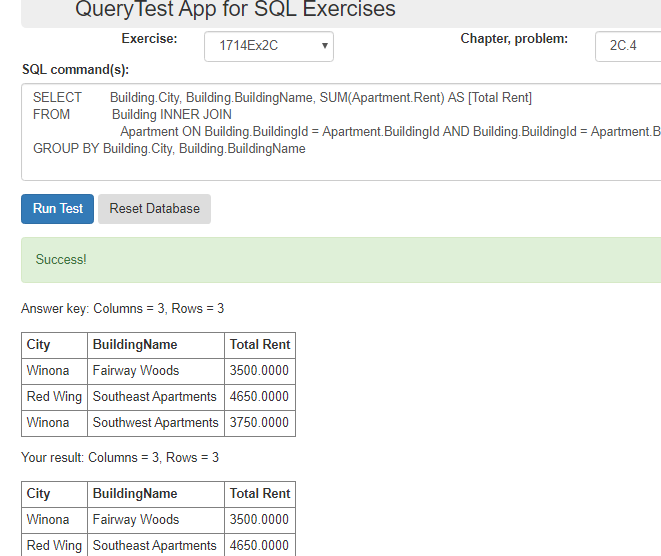 QueryTest App for SQL Exercises
Exercise: 1714Ex2C Chapter, problem: 2C.4
SQL command(s):
SELECT Building.City, Building.BuildingName, SUM(Apartment.Rent) AS [Total Rent]
FROM Building INNER JOIN
Apartment ON Building.BuildingId = Apartment.BuildingId AND Building.BuildingId = Apartment.B
GROUP BY Building.City, Building.BuildingName
Run Test Reset Database
Success!
Answer key: Columns = 3, Rows = 3
City BuildingName Total Rent
Winona Fairway Woods 3500.0000
Red Wing Southeast Apartments 4650.0000
Winona Southwest Apartments 3750.0000
Your result: Columns = 3, Rows = 3
City BuildingName Total Rent
Winona Fairway Woods 3500.0000
Red Wing Southeast Apartments 4650.0000